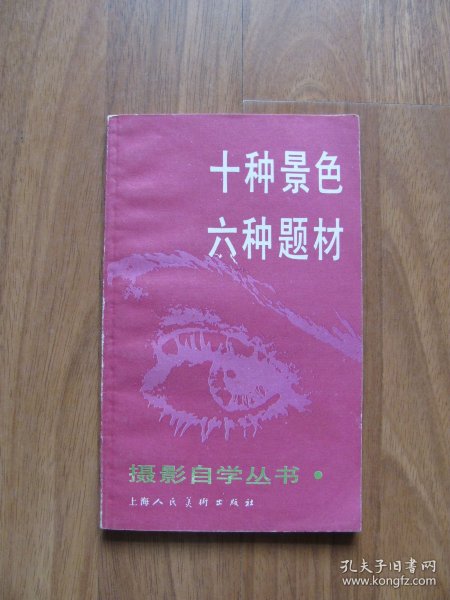 十种景色
六种题材
摄影自学丛书
上海人民美術出版社
孔夫子旧书网
www.kongfz.com